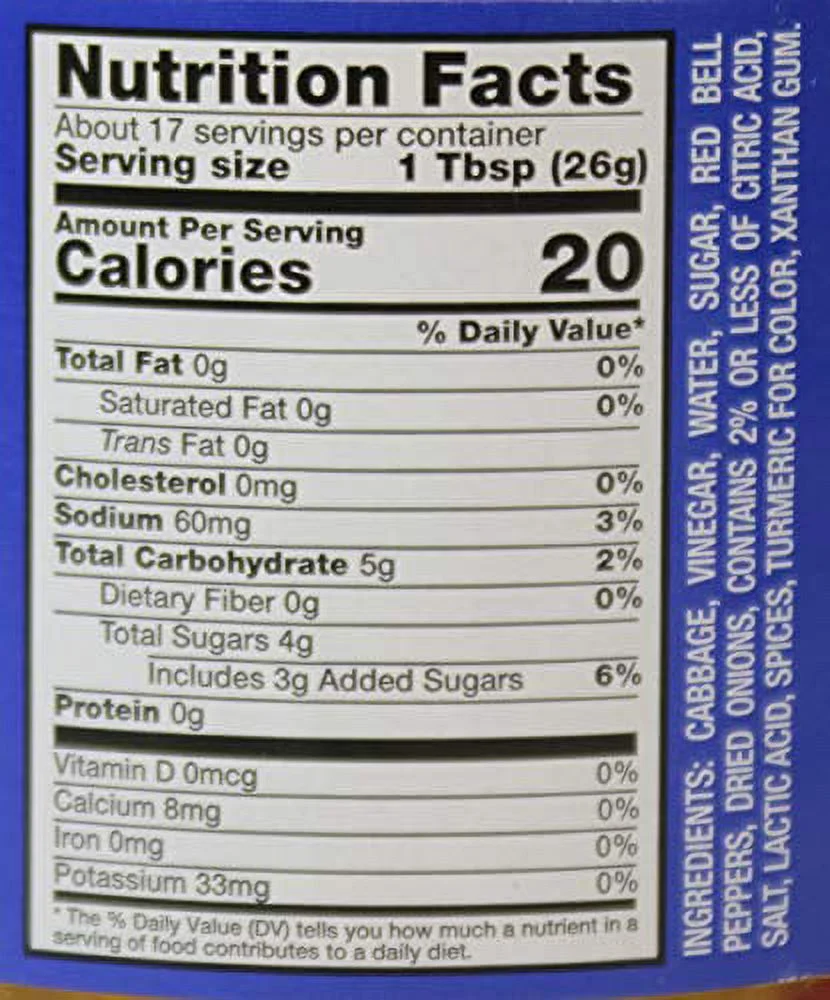 Nutrition Facts
About 17 servings per container
Serving size 1 Tbsp (26g)
Amount Per Serving
Calories 20
% Daily Value*
Total Fat 0g 0%
Saturated Fat 0g 0%
Trans Fat 0g
Cholesterol 0mg 0%
Sodium 60mg 3%
Total Carbohydrate 5g 2%
Dietary Fiber 0g 0%
Total Sugars 4g
Includes 3g Added Sugars 6%
Protein 0g
Vitamin D 0mcg 0%
Calcium 8mg 0%
Iron 0mg 0%
Potassium 33mg 0%
* The % Daily Value (DV) tells you how much a nutrient in a
serving of food contributes to a daily diet.
INGREDIENTS: CABBAGE, VINEGAR, WATER, SUGAR, RED BELL
PEPPERS, DRIED ONIONS, CONTAINS 2% OR LESS OF CITRIC ACID,
SALT, LACTIC ACID, SPICES, TURMERIC FOR COLOR, XANTHAN GUM.